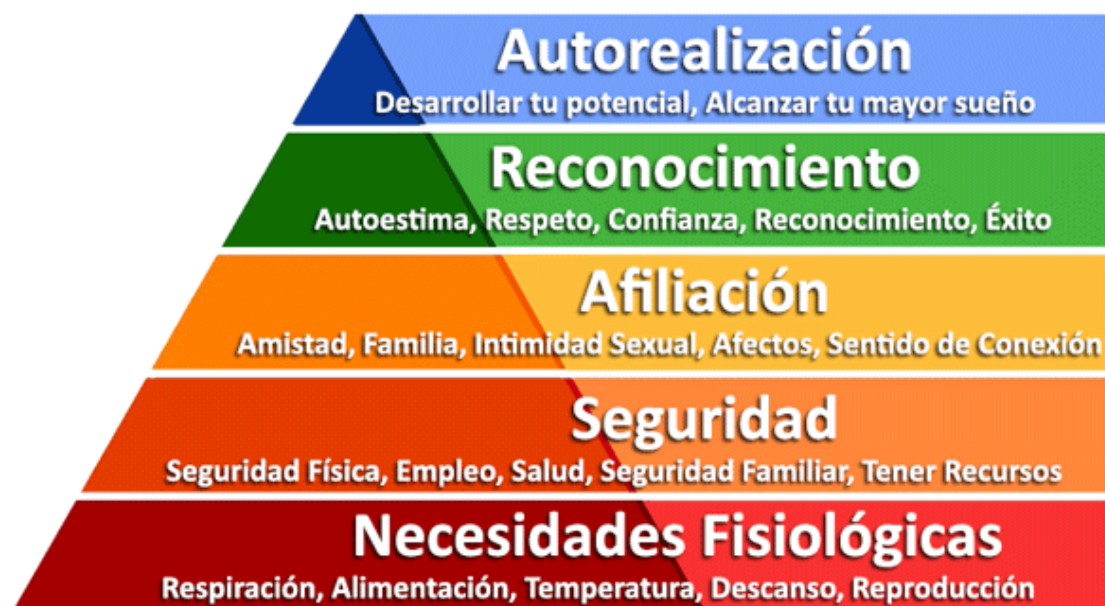 Autorealización
Desarrollar tu potencial, Alcanzar tu mayor sueño
Reconocimiento
Autoestima, Respeto, Confianza, Reconocimiento, Éxito
Afiliación
Amistad, Familia, Intimidad Sexual, Afectos, Sentido de Conexión
Seguridad
Seguridad Física, Empleo, Salud, Seguridad Familiar, Tener Recursos
Necesidades Fisiológicas
Respiración, Alimentación, Temperatura, Descanso, Reproducción